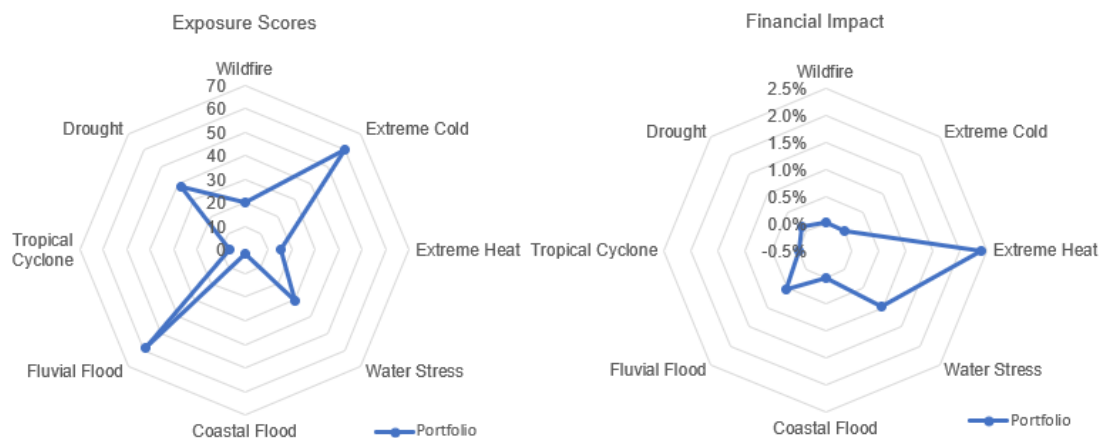 Exposure Scores
Wildfire
70
60
50
40
30
20
10
0
Extreme Cold
Extreme Heat
Water Stress
Coastal Flood
Fluvial Flood
Tropical
Cyclone
Drought
Portfolio
Financial Impact
Wildfire
2.5%
2.0%
1.5%
1.0%
0.5%
0.0%
-0.5%
Extreme Cold
Extreme Heat
Water Stress
Coastal Flood
Fluvial Flood
Tropical Cyclone
Drought
Portfolio